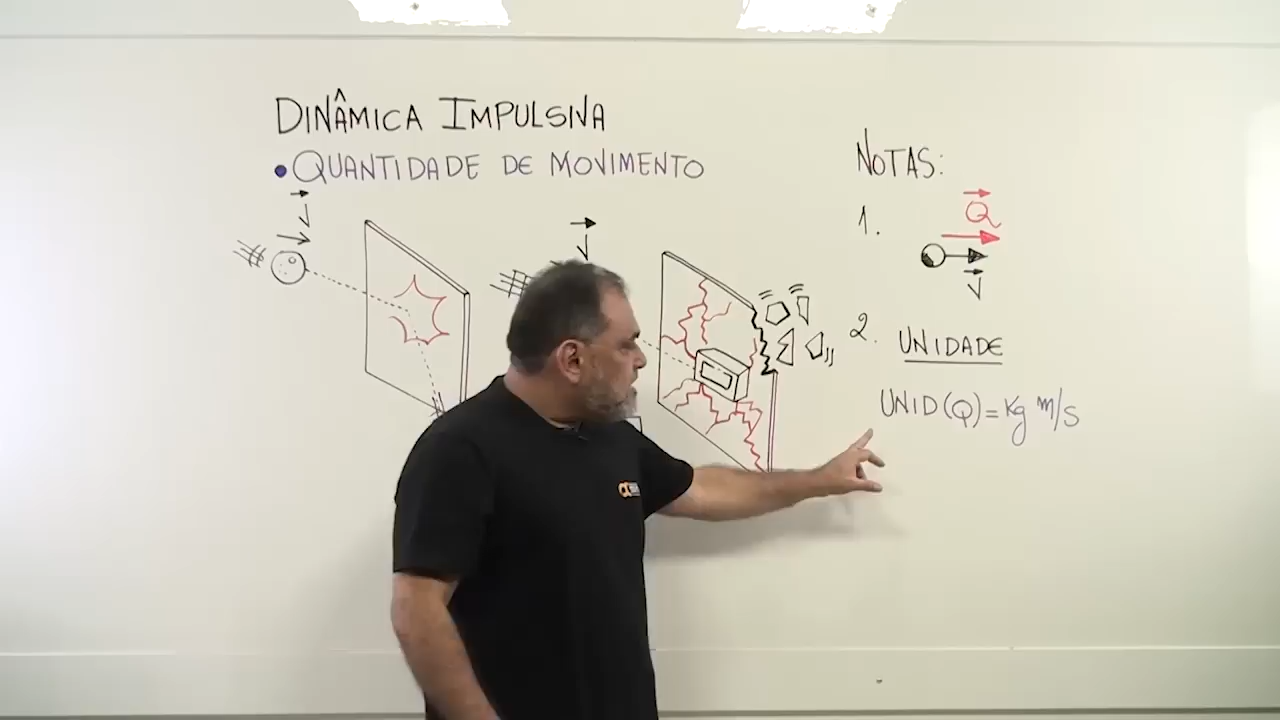 DINÂMICA IMPULSIVA
• QUANTIDADE DE MOVIMENTO
V
V
NOTAS:
1.
Q
V
2. UNIDADE
UNID(Q) = Kg m/s